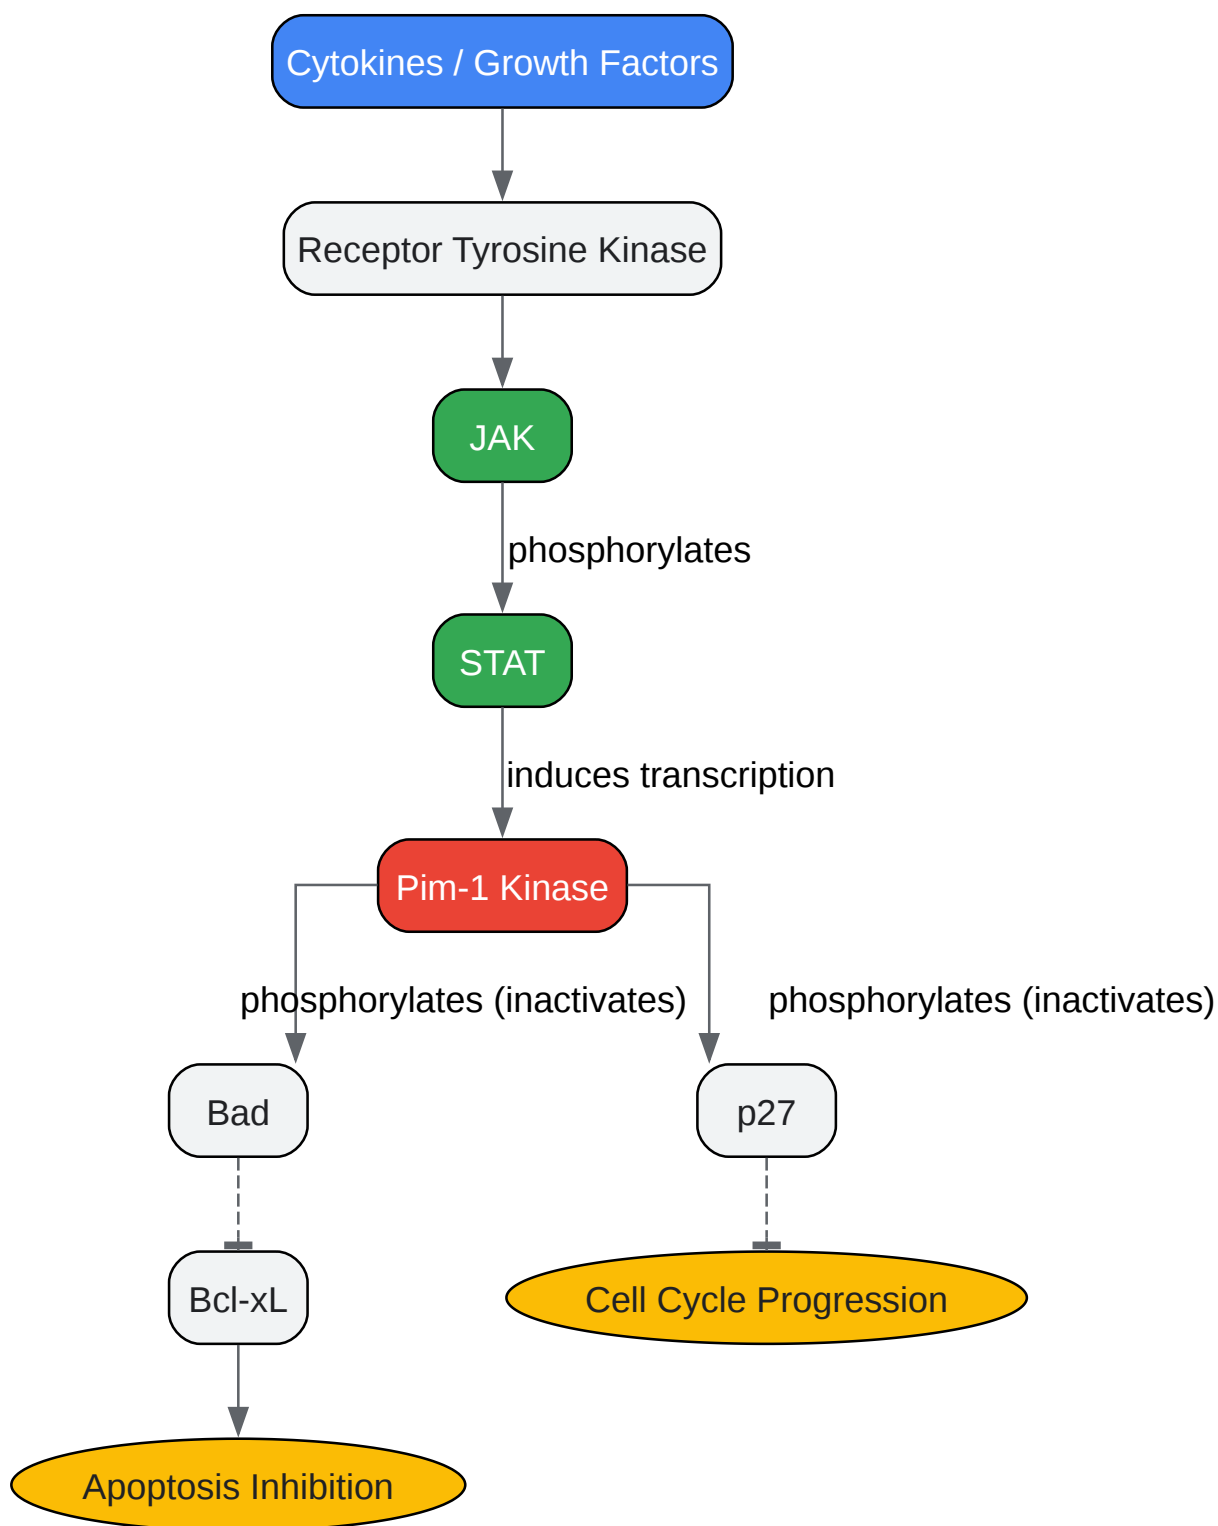 Cytokines / Growth Factors
Receptor Tyrosine Kinase
JAK
phosphorylates
STAT
induces transcription
Pim-1 Kinase
phosphorylates (inactivates)
phosphorylates (inactivates)
Bad
p27
Bcl-xL
Cell Cycle Progression
Apoptosis Inhibition